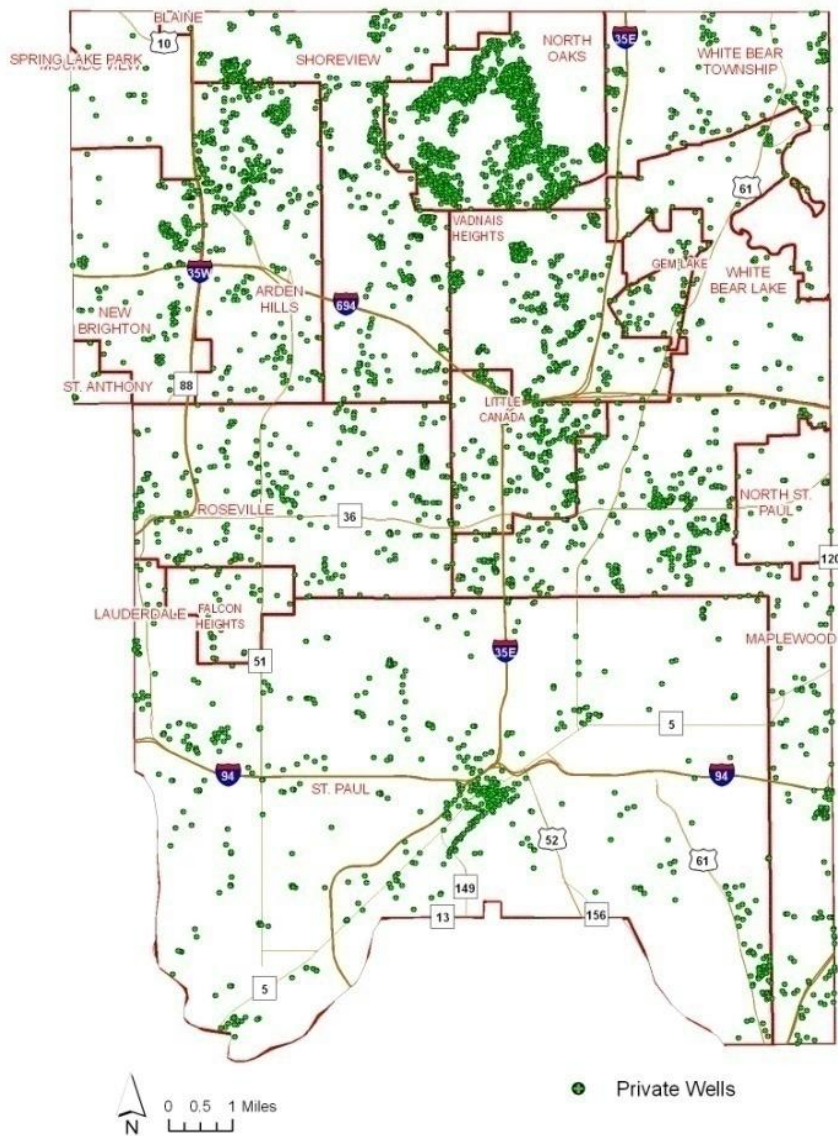 BLAINE
10
35E
NORTH
OAKS
WHITE BEAR
TOWNSHIP
SPRING LAKE PARK
MOUNDS VIEW
SHOREVIEW
61
VADNAIS
HEIGHTS
35W
GEM LAKE
WHITE
BEAR LAKE
ARDEN
HILLS
694
NEW
BRIGHTON
ST. ANTHONY
88
LITTLE
CANADA
NORTH ST.
PAUL
ROSEVILLE
36
120
LAUDERDALE
FALCON
HEIGHTS
51
35E
MAPLEWOOD
5
94
ST. PAUL
94
52
61
149
13
156
5
Private Wells
N
0 0.5 1 Miles